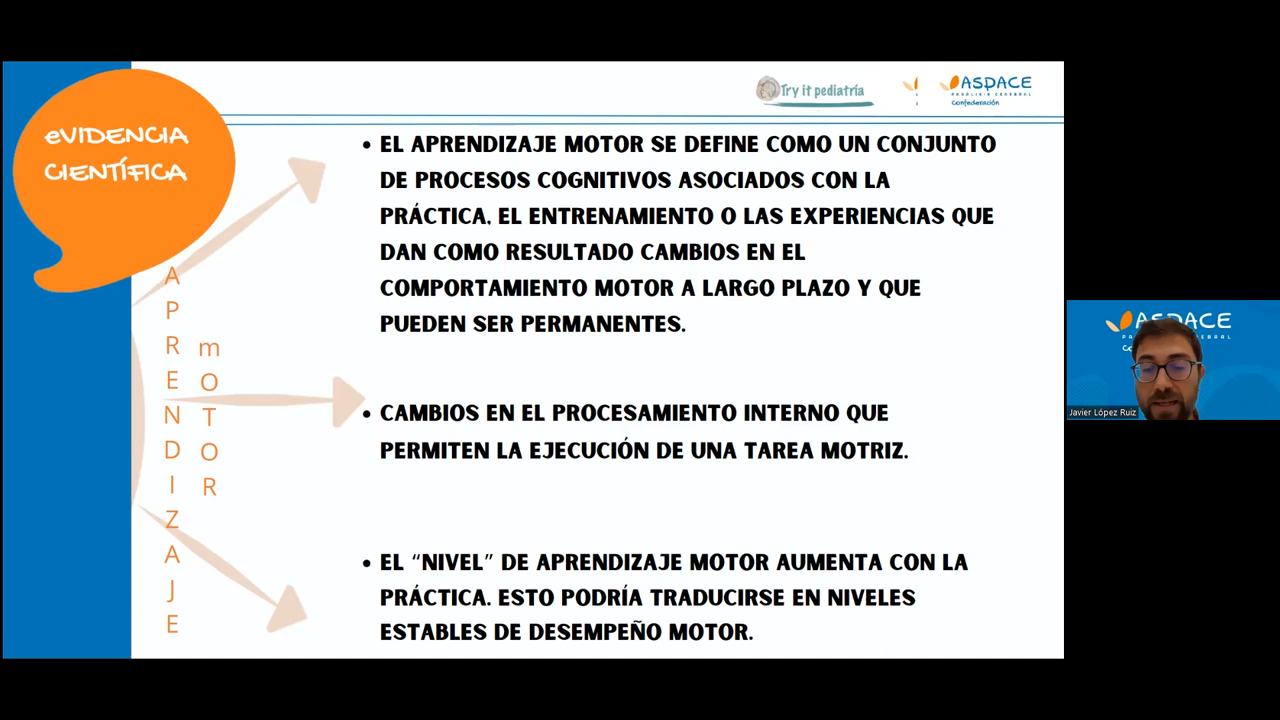 eVIDENCIA
CIENTÍFICA
Try it pediatría
ASPACE
PARÁLISIS CEREBRAL
Confederación
APRENDIZAJE
mOTOR
• EL APRENDIZAJE MOTOR SE DEFINE COMO UN CONJUNTO
DE PROCESOS COGNITIVOS ASOCIADOS CON LA
PRÁCTICA, EL ENTRENAMIENTO O LAS EXPERIENCIAS QUE
DAN COMO RESULTADO CAMBIOS EN EL
COMPORTAMIENTO MOTOR A LARGO PLAZO Y QUE
PUEDEN SER PERMANENTES.
• CAMBIOS EN EL PROCESAMIENTO INTERNO QUE
PERMITEN LA EJECUCIÓN DE UNA TAREA MOTRIZ.
• EL “NIVEL” DE APRENDIZAJE MOTOR AUMENTA CON LA
PRÁCTICA. ESTO PODRÍA TRADUCIRSE EN NIVELES
ESTABLES DE DESEMPEÑO MOTOR.
ASPACE
Javier López Ruiz